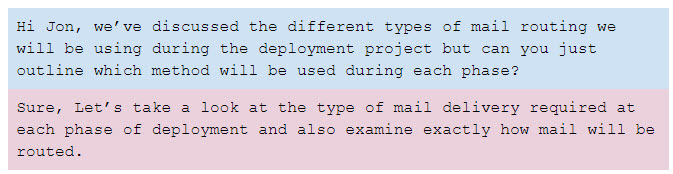 Hi Jon, we’ve discussed the different types of mail routing we
will be using during the deployment project but can you just
outline which method will be used during each phase?
Sure, Let’s take a look at the type of mail delivery required at
each phase of deployment and also examine exactly how mail will be
routed.